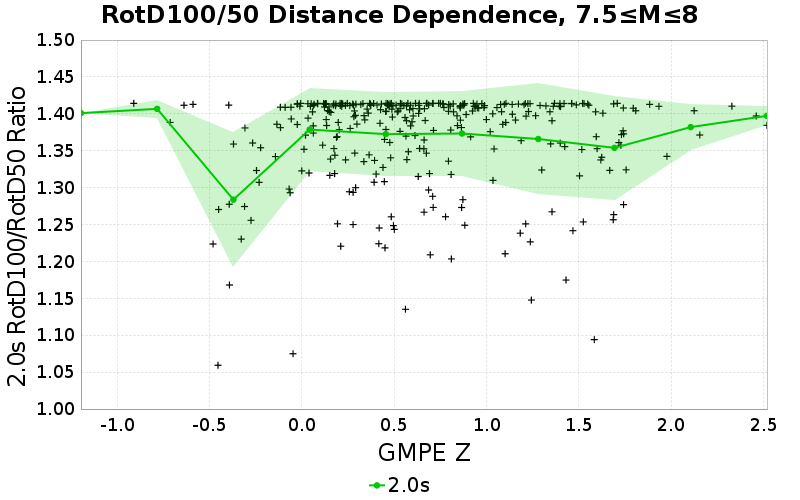 RotD100/50 Distance Dependence, 7.5≤M≤8
2.0s RotD100/RotD50 Ratio
1.50
1.45
1.40
1.35
1.30
1.25
1.20
1.15
1.10
1.05
1.00
-1.0 -0.5 0.0 0.5 1.0 1.5 2.0 2.5
GMPE Z
2.0s